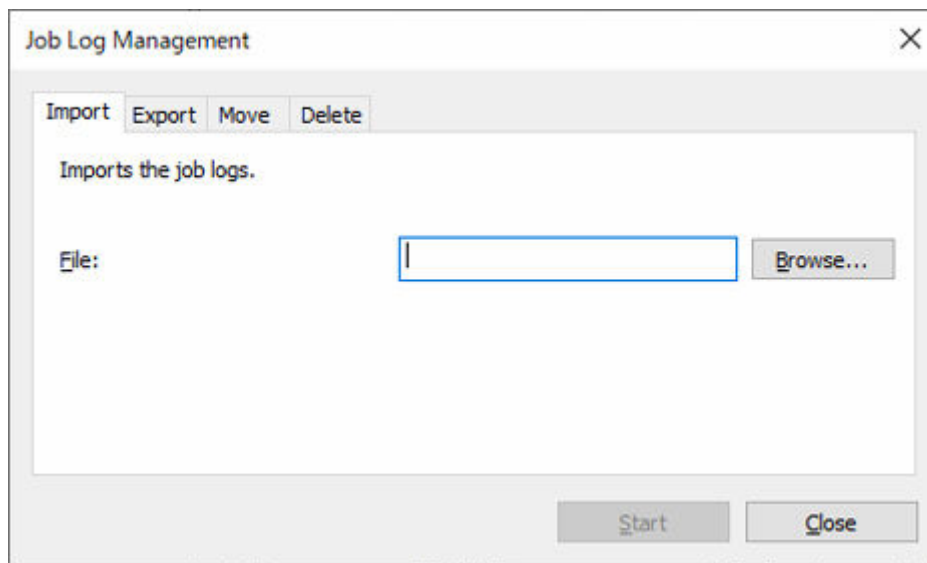 Job Log Management
Import Export Move Delete
Imports the job logs.
File: Browse...
Start Close